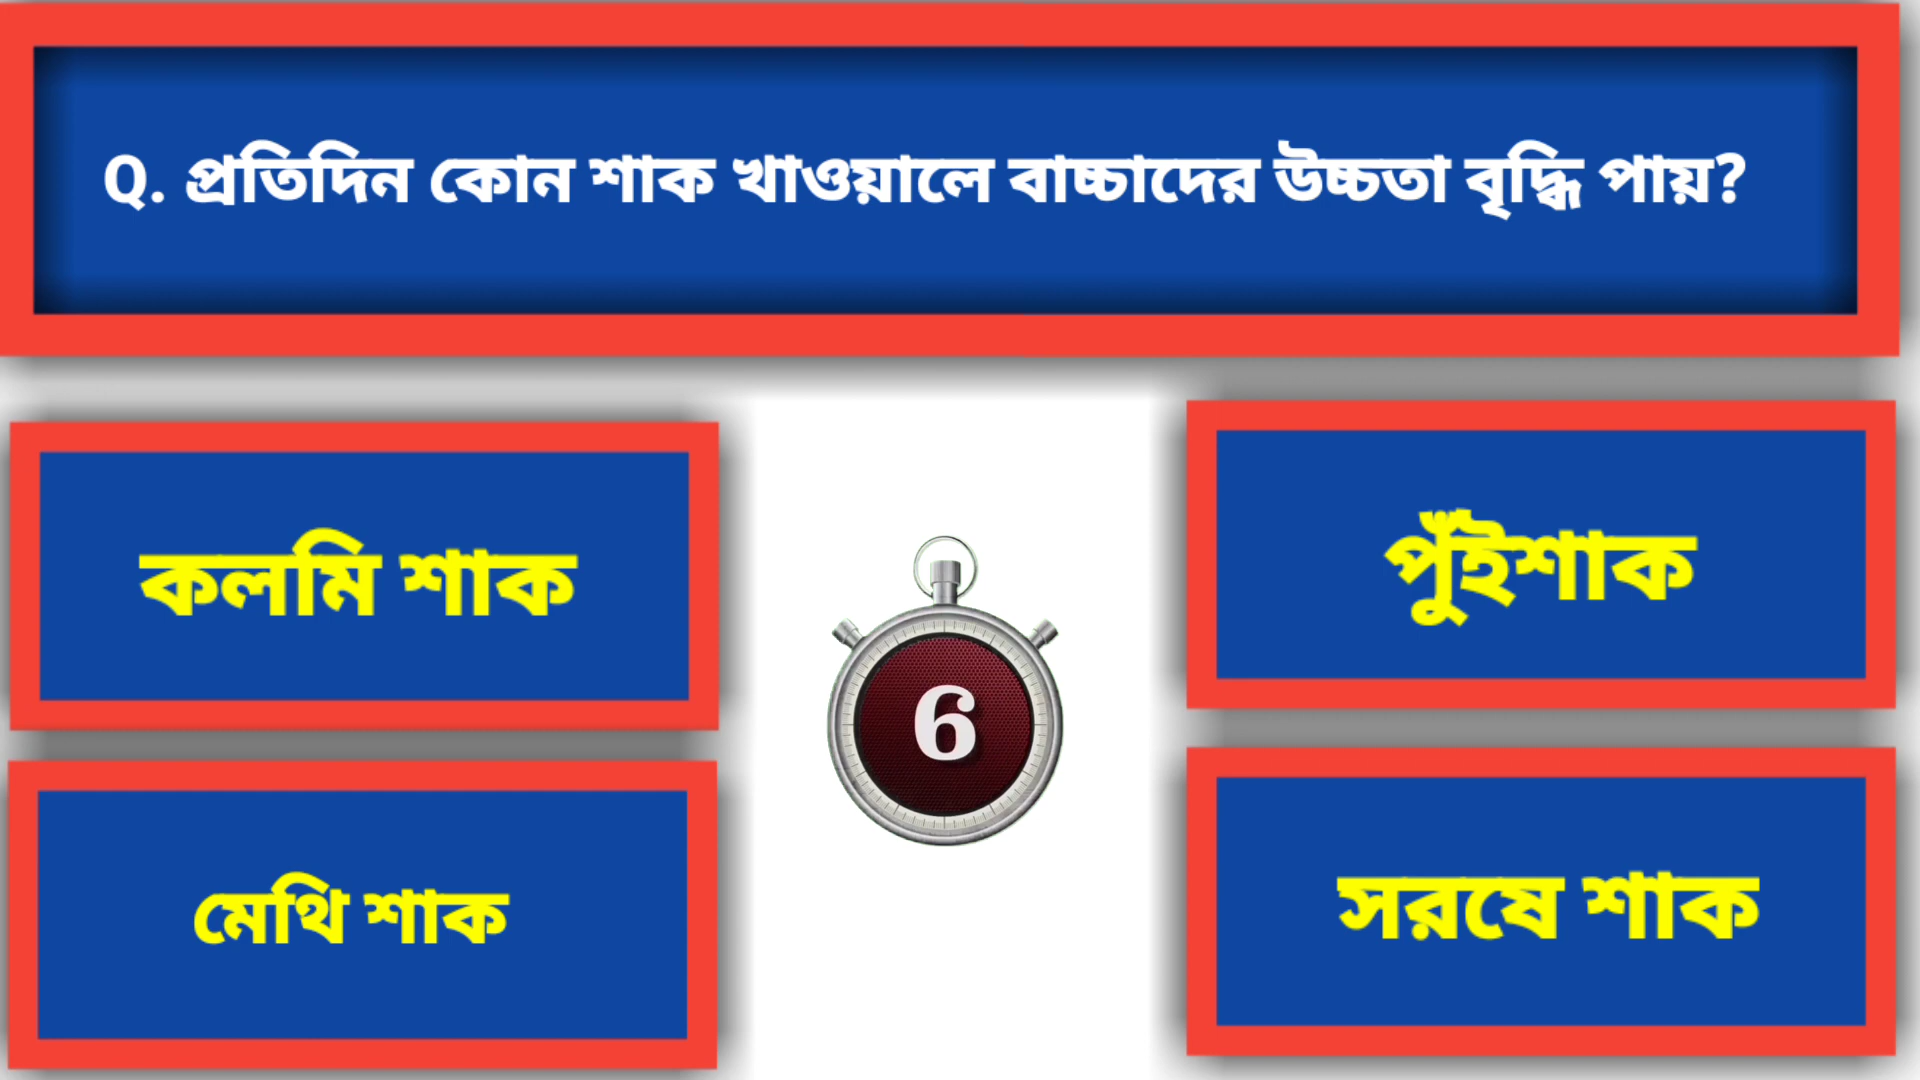 Q. প্রতিদিন কোন শাক খাওয়ালে বাচ্চাদের উচ্চতা বৃদ্ধি পায়?
কলমি শাক
পুঁইশাক
6
মেথি শাক
সরষে শাক